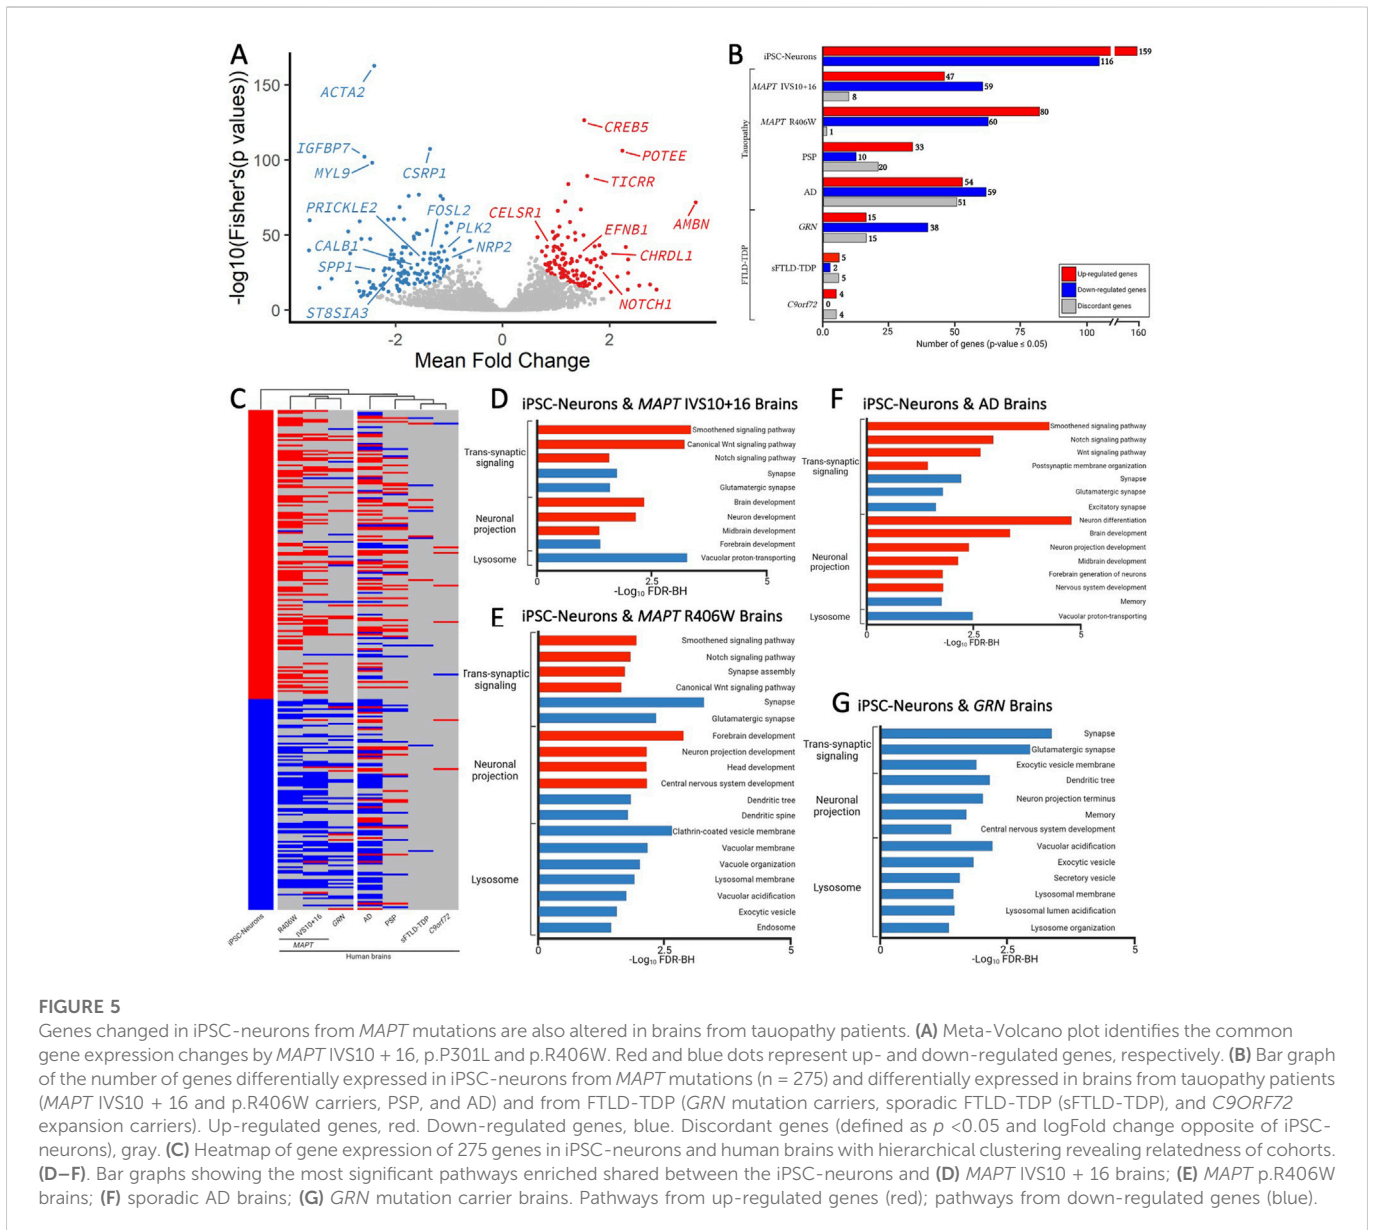 A
-log10(Fisher's(p values))
150
100
50
0
-2
0
2
Mean Fold Change
ACTA2
IGFBP7
MYL9
CSRP1
PRICKLE2
FOSL2
PLK2
CALB1
NRP2
SPP1
ST8SIA3
CREB5
POTEE
TICRR
CELSR1
AMBN
EFNB1
CHRDL1
NOTCH1
B
iPSC-Neurons
159
116
Tauopathy
MAPT IVS10+16
47
59
8
MAPT R406W
80
60
1
PSP
33
10
20
AD
54
59
51
FTLD-TDP
GRN
15
38
15
sFTLD-TDP
5
2
5
C9orf72
4
0
4
Up-regulated genes
Down-regulated genes
Discordant genes
0.0
25
50
75
100
160
Number of genes (p-value ≤ 0.05)
C
iPSC-Neurons
R406W
IVS10+16
GRN
AD
PSP
sFTLD-TDP
C9orf72
MAPT
Human brains
D
iPSC-Neurons & MAPT IVS10+16 Brains
Trans-synaptic
signaling
Smoothened signaling pathway
Canonical Wnt signaling pathway
Notch signaling pathway
Synapse
Glutamatergic synapse
Neuronal
projection
Brain development
Neuron development
Midbrain development
Forebrain development
Lysosome
Vacuolar proton-transporting
0
2.5
5
-Log10 FDR-BH
E
iPSC-Neurons & MAPT R406W Brains
Trans-synaptic
signaling
Smoothened signaling pathway
Notch signaling pathway
Synapse assembly
Canonical Wnt signaling pathway
Synapse
Glutamatergic synapse
Neuronal
projection
Forebrain development
Neuron projection development
Head development
Central nervous system development
Dendritic tree
Dendritic spine
Lysosome
Clathrin-coated vesicle membrane
Vacuolar membrane
Vacuole organization
Lysosomal membrane
Vacuolar acidification
Exocytic vesicle
Endosome
0
2.5
5
-Log10 FDR-BH
F
iPSC-Neurons & AD Brains
Trans-synaptic
signaling
Smoothened signaling pathway
Notch signaling pathway
Wnt signaling pathway
Postsynaptic membrane organization
Synapse
Glutamatergic synapse
Excitatory synapse
Neuronal
projection
Neuron differentiation
Brain development
Neuron projection development
Midbrain development
Forebrain generation of neurons
Nervous system development
Memory
Lysosome
Vacuolar proton-transporting
0
2.5
5
-Log10 FDR-BH
G
iPSC-Neurons & GRN Brains
Trans-synaptic
signaling
Synapse
Glutamatergic synapse
Exocytic vesicle membrane
Neuronal
projection
Dendritic tree
Neuron projection terminus
Memory
Central nervous system development
Lysosome
Vacuolar acidification
Exocytic vesicle
Secretory vesicle
Lysosomal membrane
Lysosomal lumen acidification
Lysosome organization
0
2.5
5
-Log10 FDR-BH
FIGURE 5
Genes changed in iPSC-neurons from MAPT mutations are also altered in brains from tauopathy patients. (A) Meta-Volcano plot identifies the common
gene expression changes by MAPT IVS10 + 16, p.P301L and p.R406W. Red and blue dots represent up- and down-regulated genes, respectively. (B) Bar graph
of the number of genes differentially expressed in iPSC-neurons from MAPT mutations (n = 275) and differentially expressed in brains from tauopathy patients
(MAPT IVS10 + 16 and p.R406W carriers, PSP, and AD) and from FTLD-TDP (GRN mutation carriers, sporadic FTLD-TDP (sFTLD-TDP), and C9ORF72
expansion carriers). Up-regulated genes, red. Down-regulated genes, blue. Discordant genes (defined as p <0.05 and logFold change opposite of iPSC-
neurons), gray. (C) Heatmap of gene expression of 275 genes in iPSC-neurons and human brains with hierarchical clustering revealing relatedness of cohorts.
(D–F). Bar graphs showing the most significant pathways enriched shared between the iPSC-neurons and (D) MAPT IVS10 + 16 brains; (E) MAPT p.R406W
brains; (F) sporadic AD brains; (G) GRN mutation carrier brains. Pathways from up-regulated genes (red); pathways from down-regulated genes (blue).